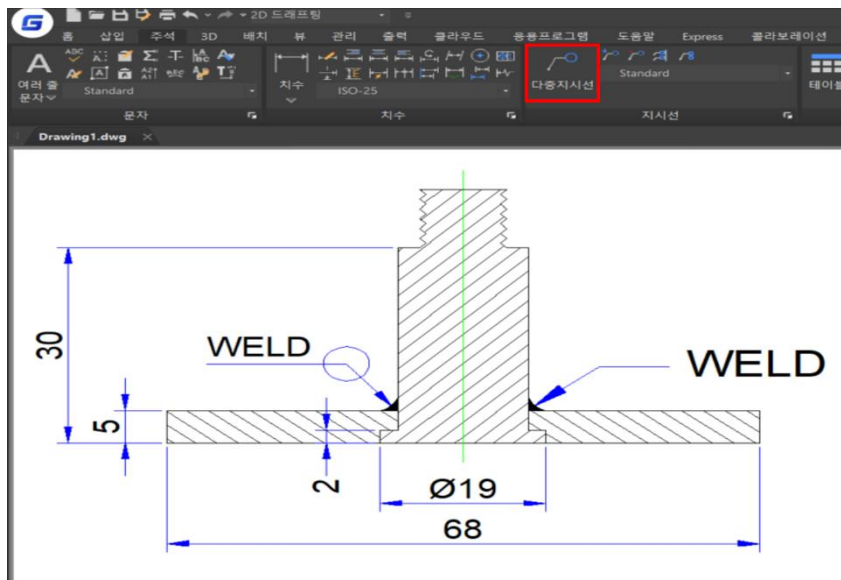 2D 드래프팅
홈 삽입 주석 3D 배치 뷰 관리 출력 클라우드 응용프로그램 도움말 Express 콜라보레이션
여러 줄
문자
Standard
치수
ISO-25
다중지시선
Standard
테이블
문자 치수 지시선
Drawing1.dwg
30
WELD
WELD
5
2
Ø19
68